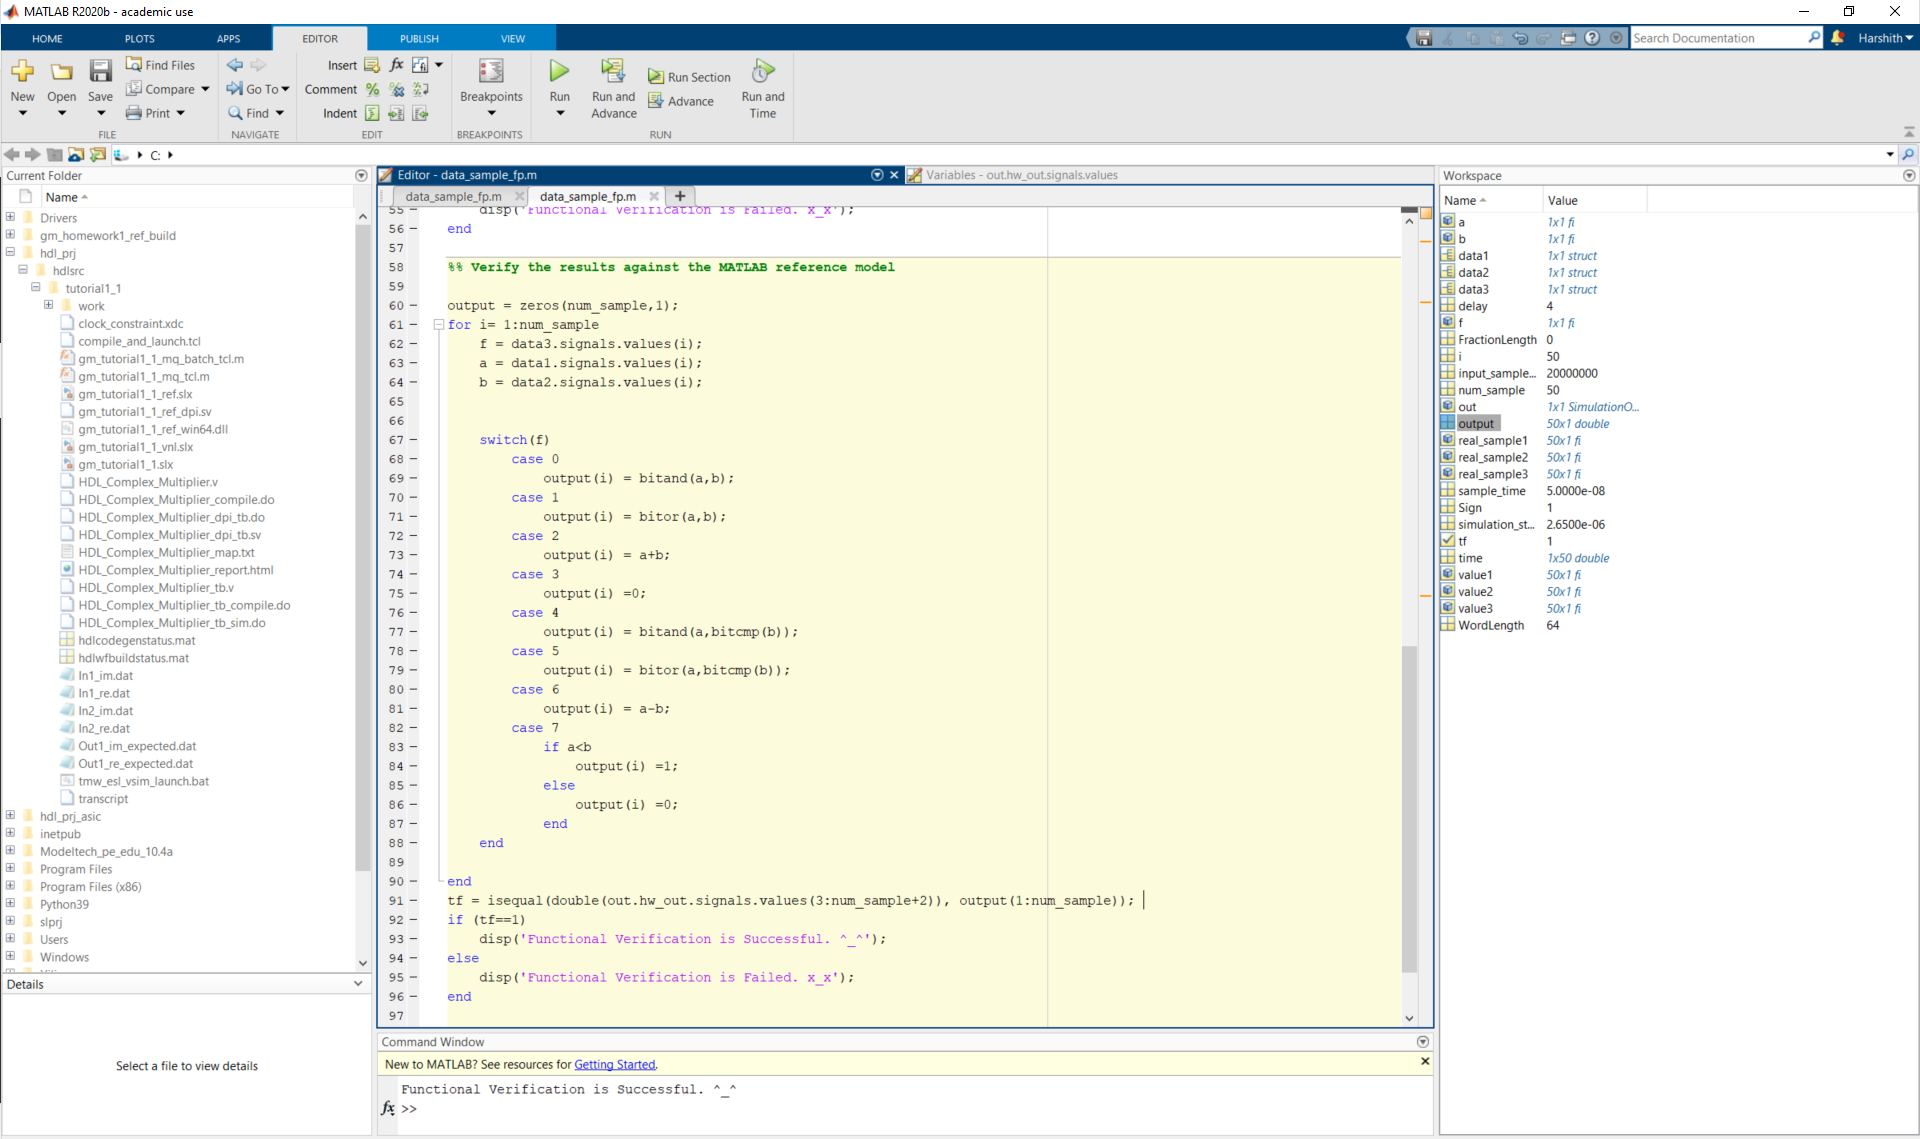 MATLAB R2020b - academic use
HOME PLOTS APPS EDITOR PUBLISH VIEW
Search Documentation
Harshith
New
Open
Save
Find Files
Compare
Print
FILE
Go To
Find
NAVIGATE
Insert
Comment
Indent
EDIT
Breakpoints
BREAKPOINTS
Run
Run and Advance
Run Section
Advance
Run and Time
RUN
C:
Current Folder
Name
Drivers
gm_homework1_ref_build
hdl_prj
hdlsrc
tutorial1_1
work
clock_constraint.xdc
compile_and_launch.tcl
gm_tutorial1_1_mq_batch_tcl.m
gm_tutorial1_1_mq_tcl.m
gm_tutorial1_1_ref.slx
gm_tutorial1_1_ref_dpi.sv
gm_tutorial1_1_ref_win64.dll
gm_tutorial1_1_vnl.slx
gm_tutorial1_1.slx
HDL_Complex_Multiplier.v
HDL_Complex_Multiplier_compile.do
HDL_Complex_Multiplier_dpi_tb.do
HDL_Complex_Multiplier_dpi_tb.sv
HDL_Complex_Multiplier_map.txt
HDL_Complex_Multiplier_report.html
HDL_Complex_Multiplier_tb.v
HDL_Complex_Multiplier_tb_compile.do
HDL_Complex_Multiplier_tb_sim.do
hdlcodegenstatus.mat
hdlwfbuildstatus.mat
In1_im.dat
In1_re.dat
In2_im.dat
In2_re.dat
Out1_im_expected.dat
Out1_re_expected.dat
tmw_esl_vsim_launch.bat
transcript
hdl_prj_asic
inetpub
Modeltech_pe_edu_10.4a
Program Files
Program Files (x86)
Python39
slprj
Users
Windows
Details
Select a file to view details
Editor - data_sample_fp.m
Variables - out.hw_out.signals.values
data_sample_fp.m
data_sample_fp.m
55 disp('Functional Verification is Failed. x_x');
56 end
57
58 %% Verify the results against the MATLAB reference model
59
60 output = zeros(num_sample,1);
61 for i= 1:num_sample
62 f = data3.signals.values(i);
63 a = data1.signals.values(i);
64 b = data2.signals.values(i);
65
66
67 switch(f)
68 case 0
69 output(i) = bitand(a,b);
70 case 1
71 output(i) = bitor(a,b);
72 case 2
73 output(i) = a+b;
74 case 3
75 output(i) =0;
76 case 4
77 output(i) = bitand(a,bitcmp(b));
78 case 5
79 output(i) = bitor(a,bitcmp(b));
80 case 6
81 output(i) = a-b;
82 case 7
83 if a<b
84 output(i) =1;
85 else
86 output(i) =0;
87 end
88 end
89
90 end
91 tf = isequal(double(out.hw_out.signals.values(3:num_sample+2)), output(1:num_sample));
92 if (tf==1)
93 disp('Functional Verification is Successful. ^_^');
94 else
95 disp('Functional Verification is Failed. x_x');
96 end
97
Command Window
New to MATLAB? See resources for Getting Started.
Functional Verification is Successful. ^_^
fx >>
Workspace
Name Value
a 1x1 fi
b 1x1 fi
data1 1x1 struct
data2 1x1 struct
data3 1x1 struct
delay 4
f 1x1 fi
FractionLength 0
i 50
input_sample... 20000000
num_sample 50
out 1x1 SimulationO...
output 50x1 double
real_sample1 50x1 fi
real_sample2 50x1 fi
real_sample3 50x1 fi
sample_time 5.0000e-08
Sign 1
simulation_st... 2.6500e-06
tf 1
time 1x50 double
value1 50x1 fi
value2 50x1 fi
value3 50x1 fi
WordLength 64